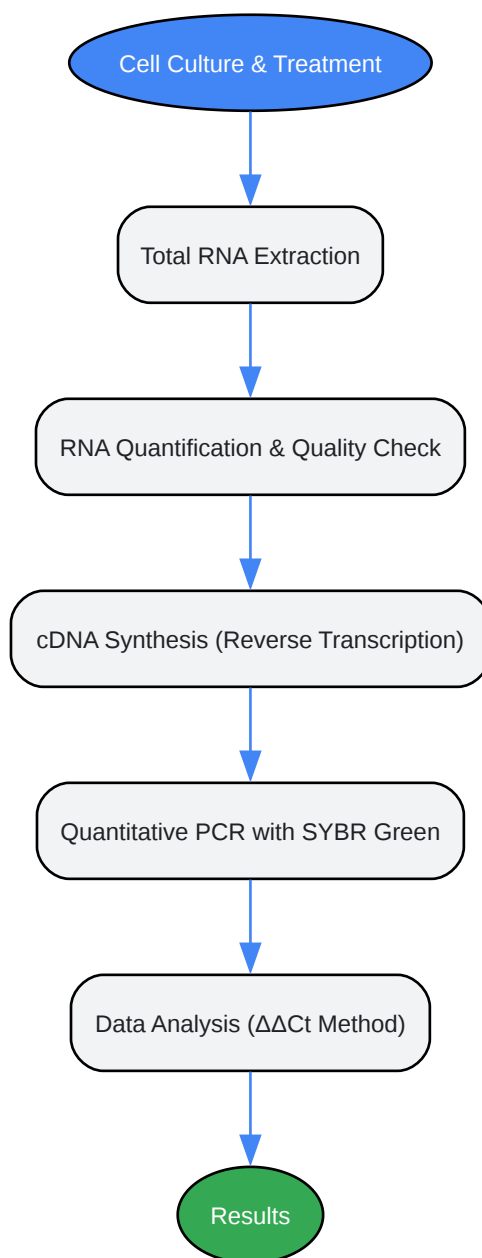 Cell Culture & Treatment
Total RNA Extraction
RNA Quantification & Quality Check
cDNA Synthesis (Reverse Transcription)
Quantitative PCR with SYBR Green
Data Analysis (ΔΔCt Method)
Results